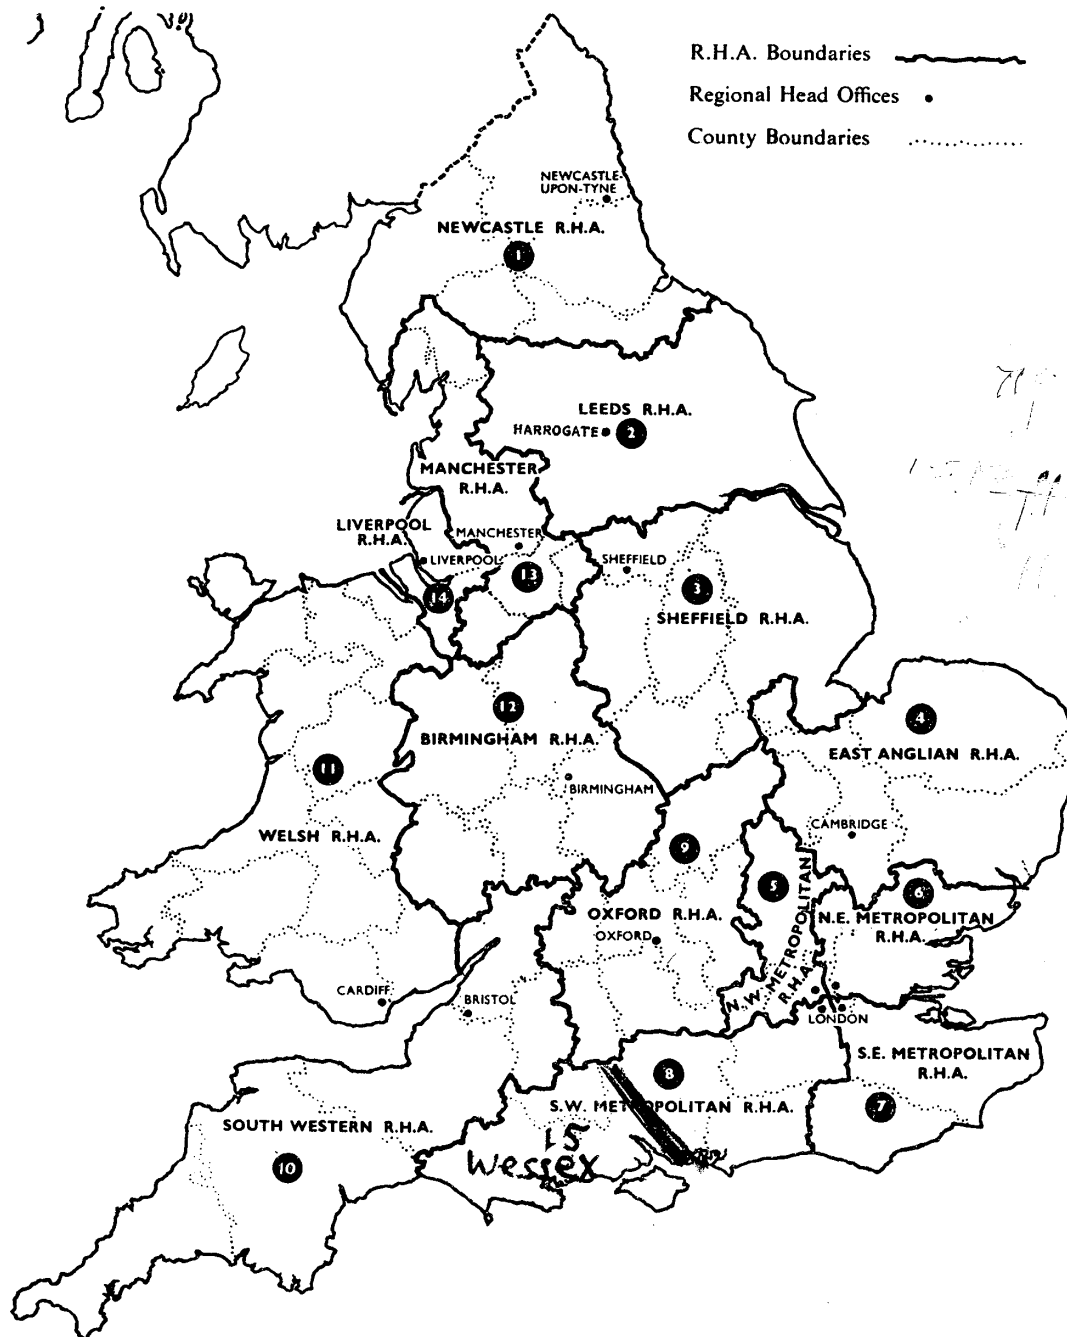 R.H.A. Boundaries
Regional Head Offices
County Boundaries
NEWCASTLE-
UPON-TYNE
NEWCASTLE R.H.A.
1
LEEDS R.H.A.
HARROGATE
2
MANCHESTER
R.H.A.
LIVERPOOL
R.H.A.
MANCHESTER
LIVERPOOL
13
14
SHEFFIELD
3
SHEFFIELD R.H.A.
12
BIRMINGHAM R.H.A.
BIRMINGHAM
4
EAST ANGLIAN R.H.A.
CAMBRIDGE
11
WELSH R.H.A.
CARDIFF
9
OXFORD R.H.A.
OXFORD
5
N.W. METROPOLITAN
R.H.A.
6
N.E. METROPOLITAN
R.H.A.
LONDON
BRISTOL
S.E. METROPOLITAN
R.H.A.
7
8
S.W. METROPOLITAN R.H.A.
15
Wessex
SOUTH WESTERN R.H.A.
10